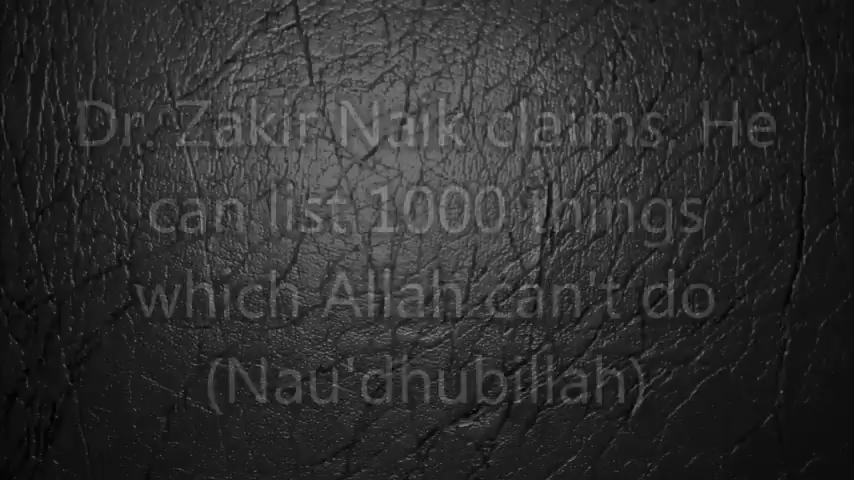 Dr. Zakir Naik claims, He
can list 1000 things
which Allah can't do
(Nau'dhubillah)